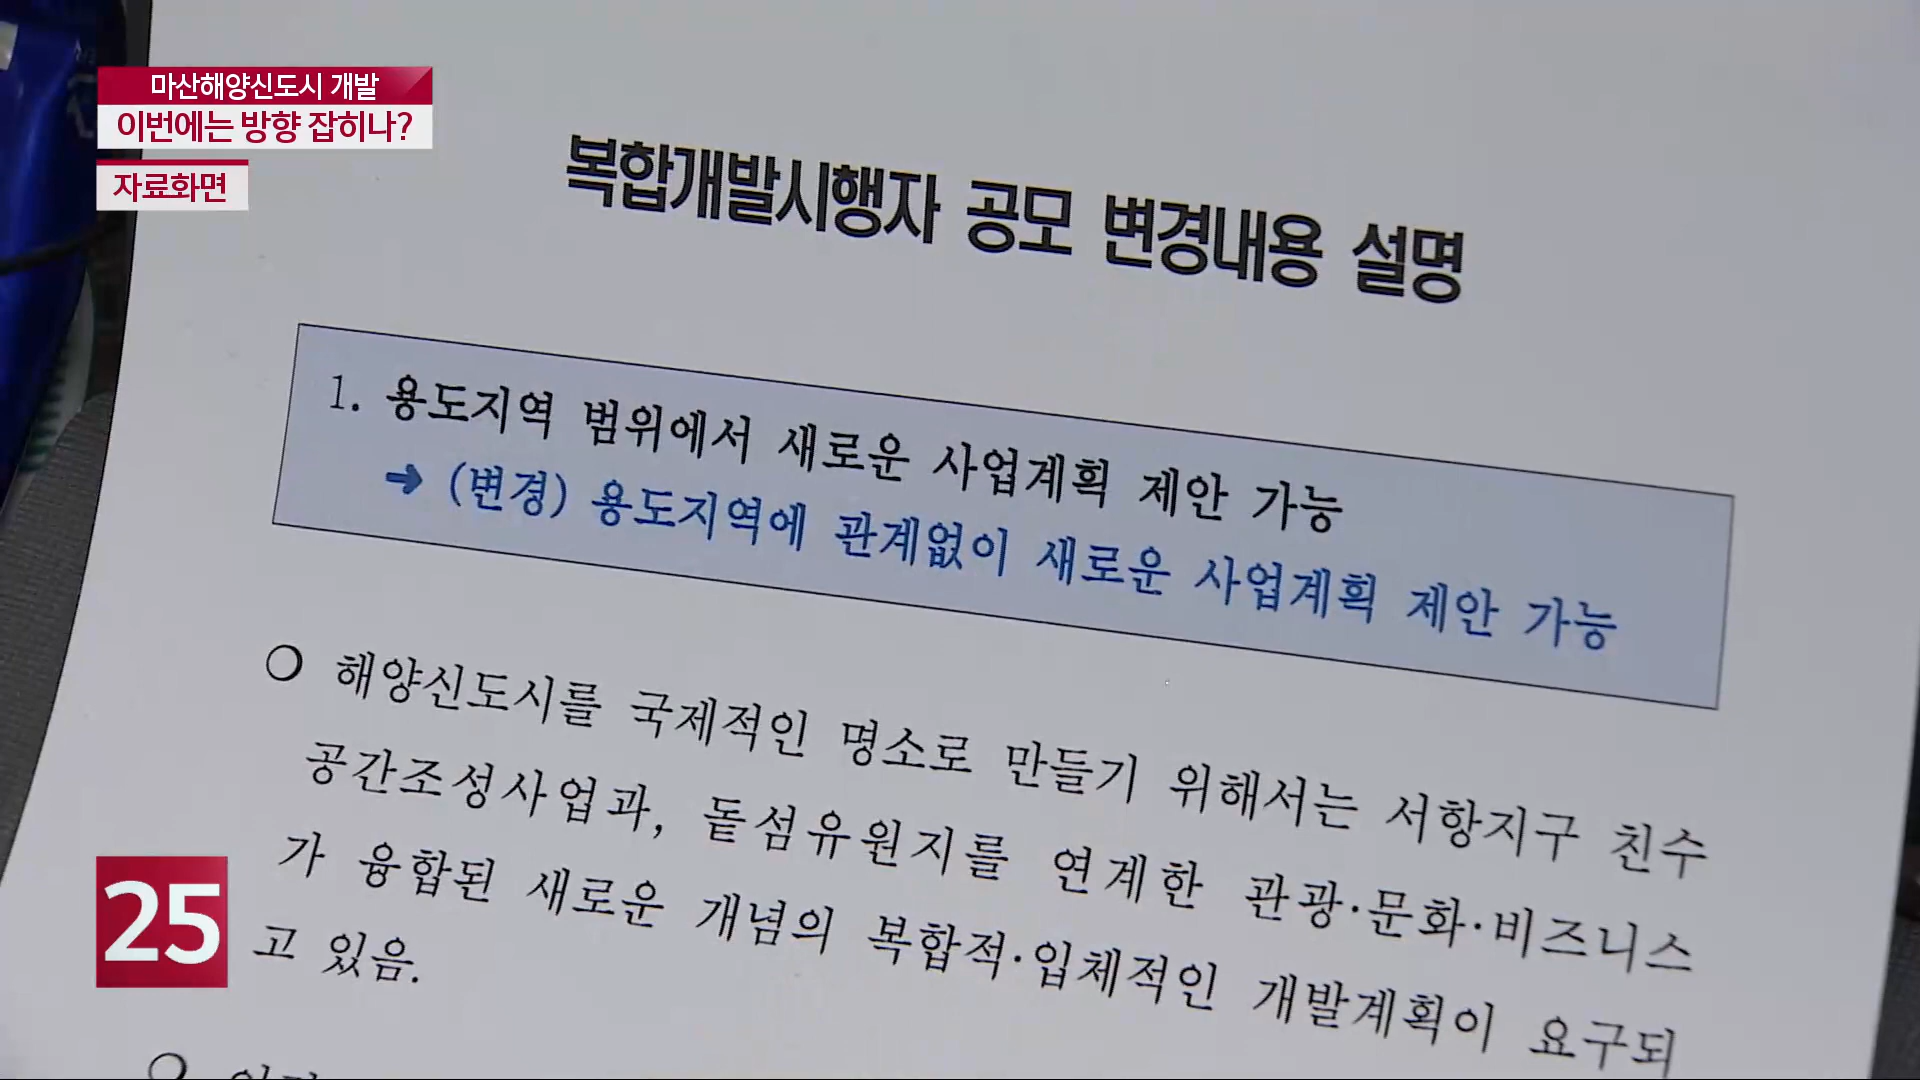 마산해양신도시 개발
이번에는 방향 잡히나?
자료화면
복합개발시행자 공모 변경내용 설명
1. 용도지역 범위에서 새로운 사업계획 제안 가능
➔ (변경) 용도지역에 관계없이 새로운 사업계획 제안 가능
○ 해양신도시를 국제적인 명소로 만들기 위해서는 서항지구 친수
공간조성사업과, 돝섬유원지를 연계한 관광·문화·비즈니스
가 융합된 새로운 개념의 복합적·입체적인 개발계획이 요구되
고 있음.
25